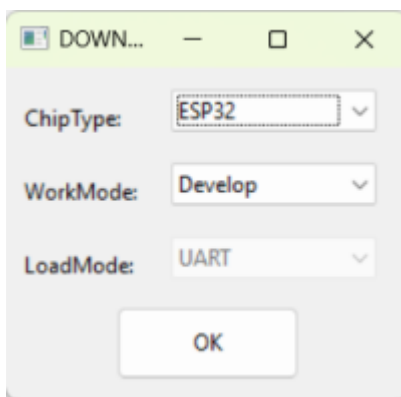 DOWN...
ChipType: ESP32
WorkMode: Develop
LoadMode: UART
OK